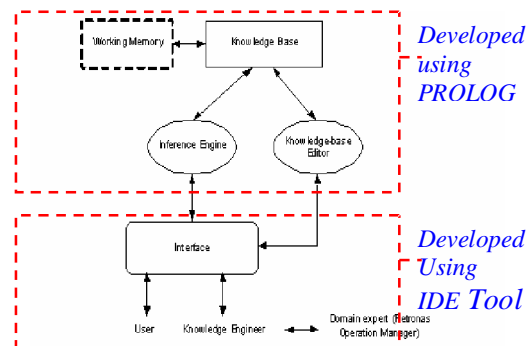 Working Memory
Knowledge Base
Developed
using
PROLOG
Inference Engine
Knowledge-base
Editor
Interface
Developed
Using
IDE Tool
User
Knowledge Engineer
Domain expert (Petronas
Operation Manager)